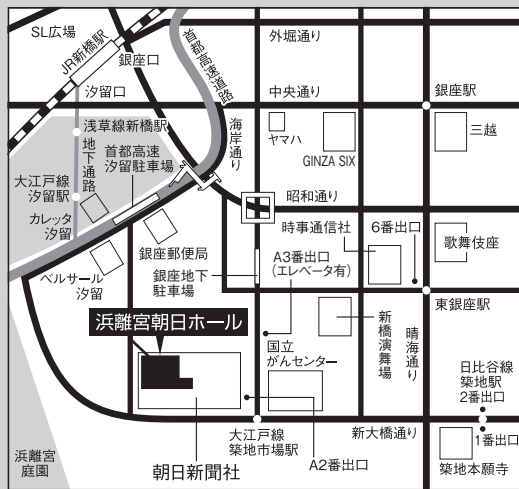 SL広場
JR新橋駅
銀座口
汐留口
首都高速道路
外堀通り
中央通り
銀座駅
浅草線新橋駅
地下通路
首都高速
汐留駐車場
海岸通り
ヤマハ
GINZA SIX
三越
大江戸線
汐留駅
カレッタ
汐留
昭和通り
時事通信社
6番出口
歌舞伎座
銀座郵便局
A3番出口
(エレベータ有)
ベルサール
汐留
銀座地下
駐車場
東銀座駅
浜離宮朝日ホール
国立
がんセンター
新橋演舞場
晴海通り
日比谷線
築地駅
2番出口
大江戸線
築地市場駅
新大橋通り
1番出口
浜離宮
庭園
朝日新聞社
A2番出口
築地本願寺